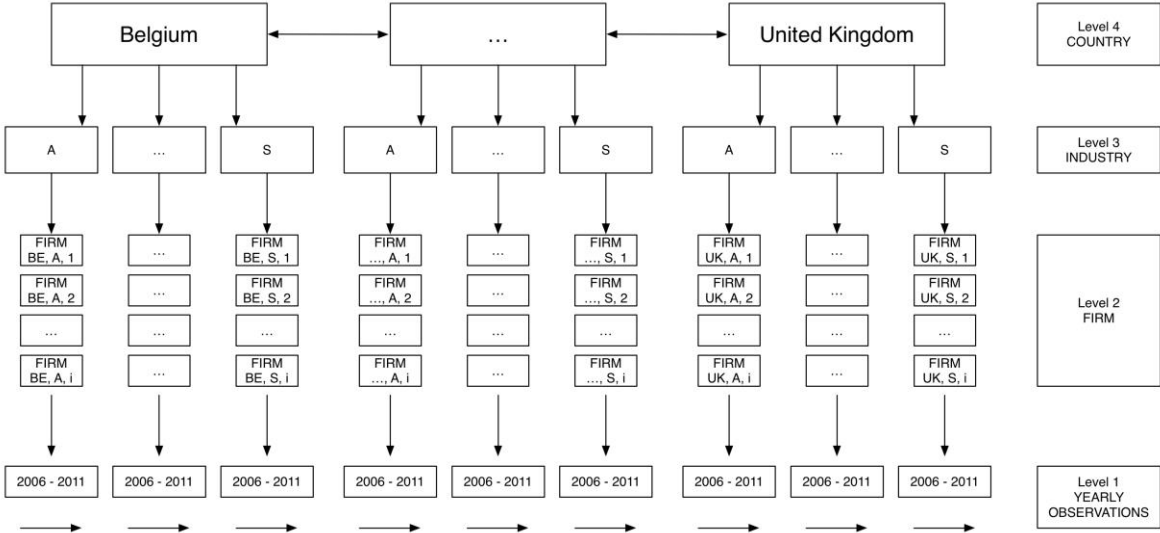 Belgium
…
United Kingdom
Level 4
COUNTRY
A
…
S
A
…
S
A
…
S
Level 3
INDUSTRY
FIRM
BE, A, 1
…
FIRM
BE, S, 1
FIRM
…, A, 1
…
FIRM
…, S, 1
FIRM
UK, A, 1
…
FIRM
UK, S, 1
FIRM
BE, A, 2
…
FIRM
BE, S, 2
FIRM
…, A, 2
…
FIRM
…, S, 2
FIRM
UK, A, 2
…
FIRM
UK, S, 2
Level 2
FIRM
…
…
…
…
…
…
…
…
…
FIRM
BE, A, i
…
FIRM
BE, S, i
FIRM
…, A, i
…
FIRM
…, S, i
FIRM
UK, A, i
…
FIRM
UK, S, i
2006 - 2011
2006 - 2011
2006 - 2011
2006 - 2011
2006 - 2011
2006 - 2011
2006 - 2011
2006 - 2011
2006 - 2011
Level 1
YEARLY
OBSERVATIONS